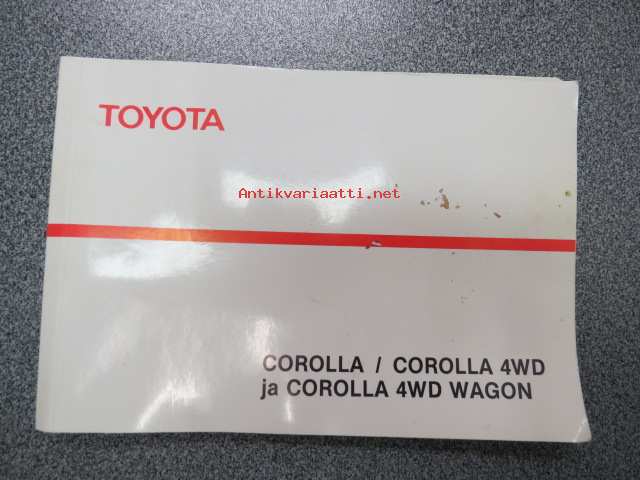 TOYOTA
Antikvariaatti.net
COROLLA / COROLLA 4WD
ja COROLLA 4WD WAGON